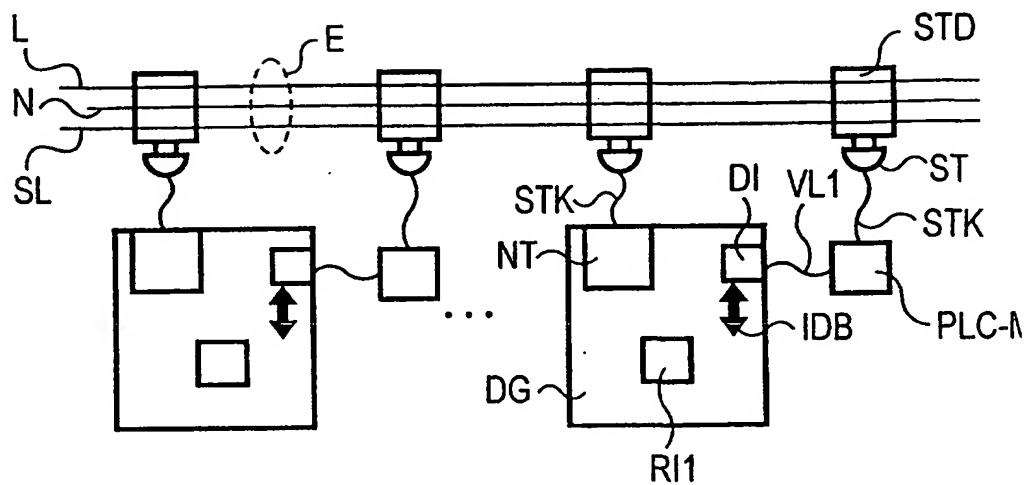 L
E
STD
N
SL
ST
STK
DI
VL1
STK
NT
...
IDB
PLC-M
DG
RI1